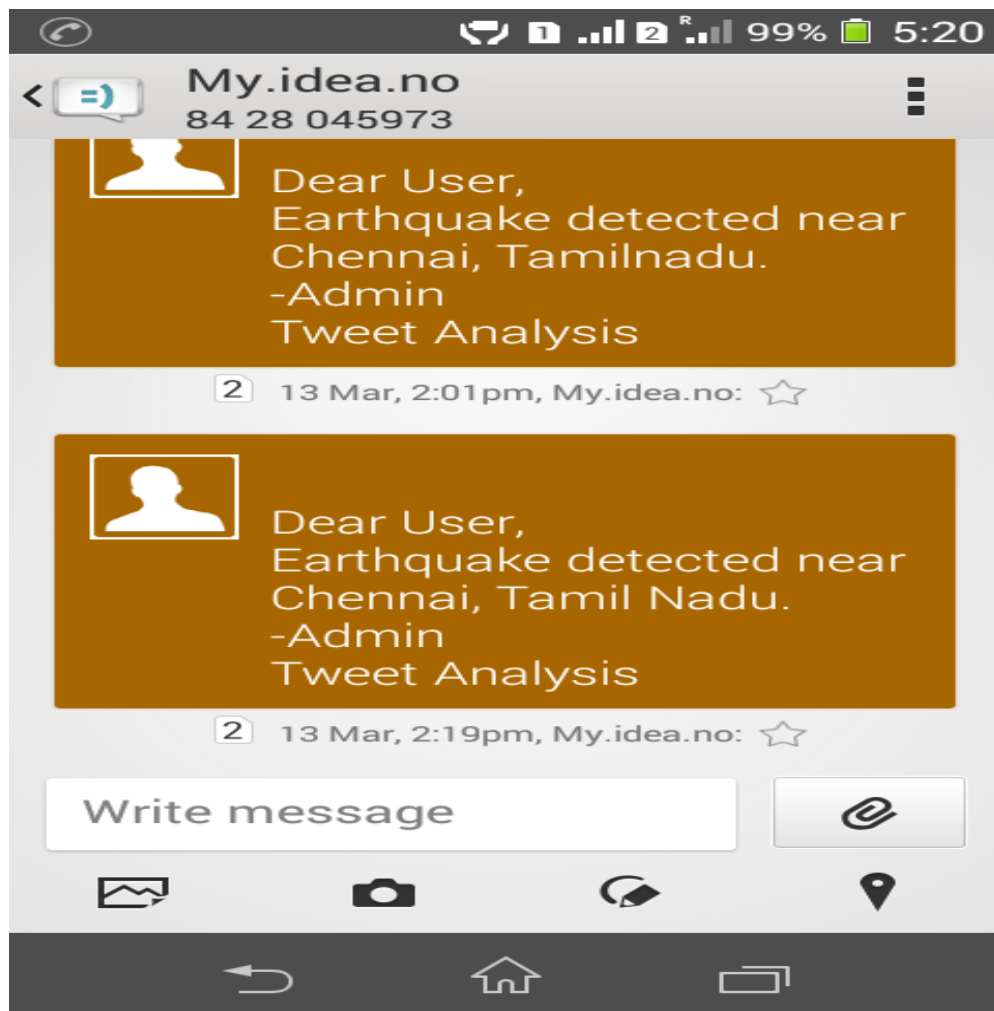 1 2 R 99% 5:20
My.idea.no
84 28 045973
Dear User,
Earthquake detected near
Chennai, Tamilnadu.
-Admin
Tweet Analysis
2 13 Mar, 2:01pm, My.idea.no:
Dear User,
Earthquake detected near
Chennai, Tamil Nadu.
-Admin
Tweet Analysis
2 13 Mar, 2:19pm, My.idea.no:
Write message